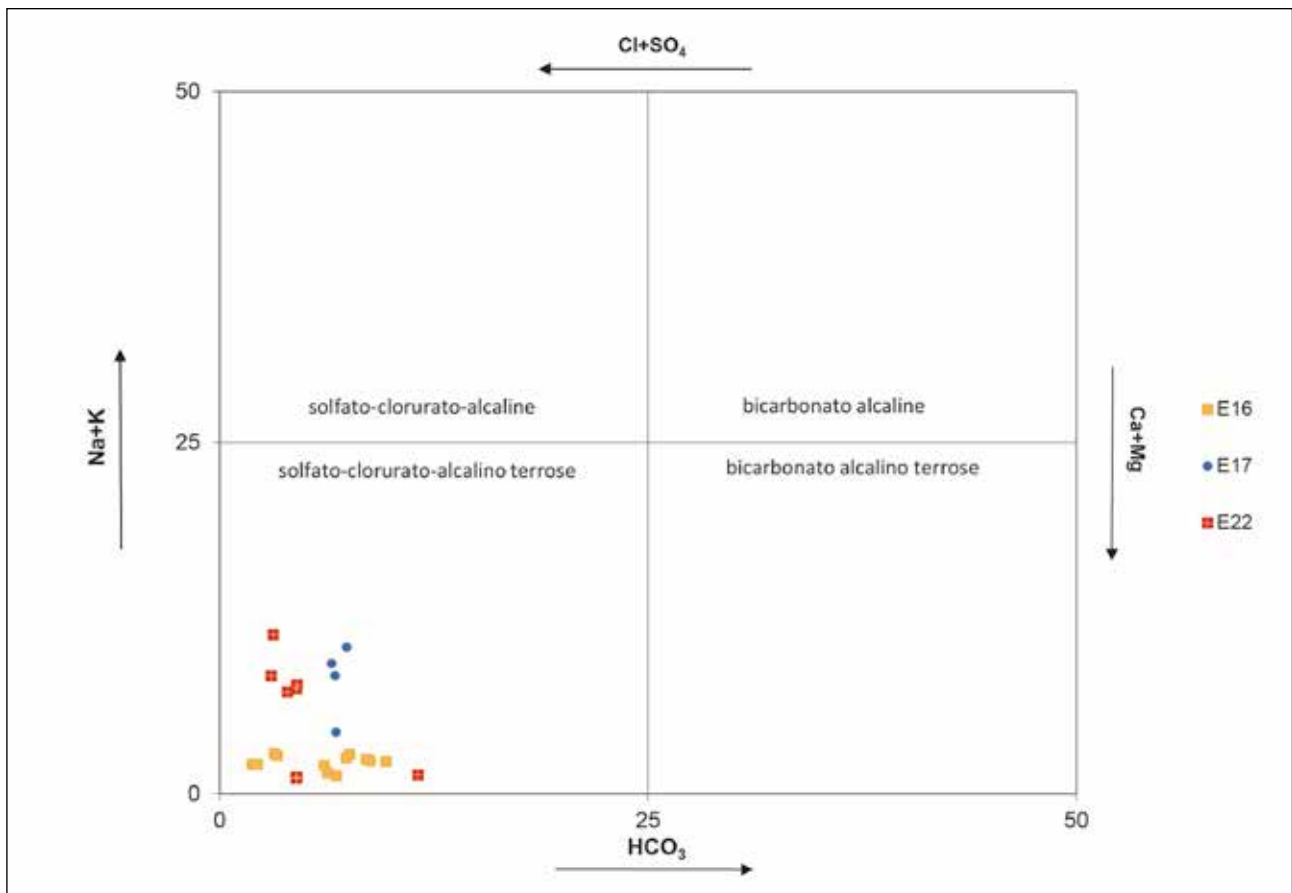 Cl+SO₄
50
solfato-clorurato-alcaline
bicarbonato alcaline
Na+K
Ca+Mg
E16
25
solfato-clorurato-alcalino terrose
bicarbonato alcalino terrose
E17
E22
0
0
25
50
HCO₃